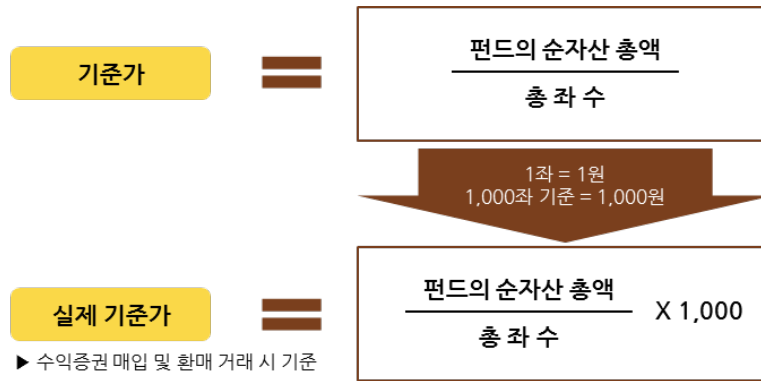 기준가
펀드의 순자산 총액
총 좌 수
1좌 = 1원
1,000좌 기준 = 1,000원
실제 기준가
펀드의 순자산 총액
총 좌 수
X 1,000
▶ 수익증권 매입 및 환매 거래 시 기준